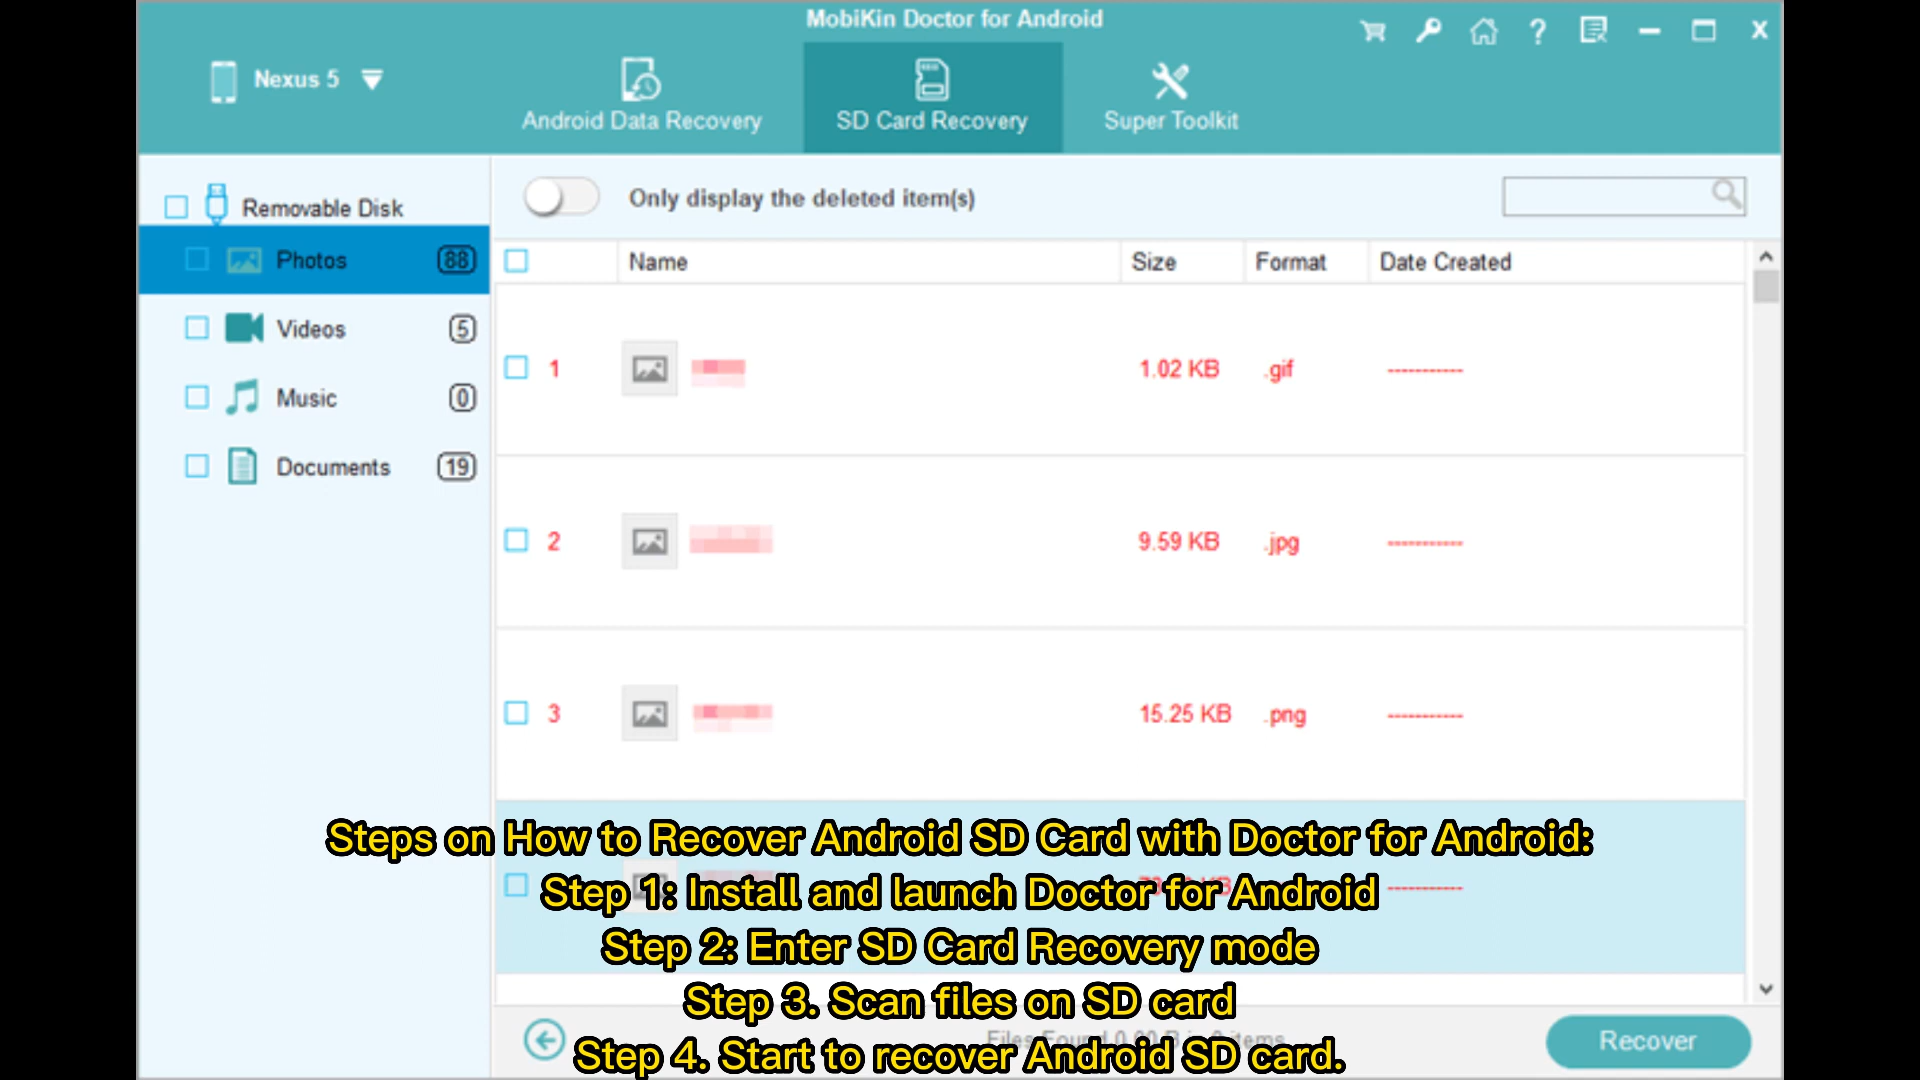 MobiKin Doctor for Android
Nexus 5
Android Data Recovery
SD Card Recovery
Super Toolkit
Removable Disk
Photos 88
Videos 5
Music 0
Documents 19
Only display the deleted item(s)
Name Size Format Date Created
1 1.02 KB .gif -----------
2 9.59 KB .jpg -----------
3 15.25 KB .png -----------
Steps on How to Recover Android SD Card with Doctor for Android:
Step 1: Install and launch Doctor for Android
Step 2: Enter SD Card Recovery mode
Step 3. Scan files on SD card
Step 4. Start to recover Android SD card.
Recover